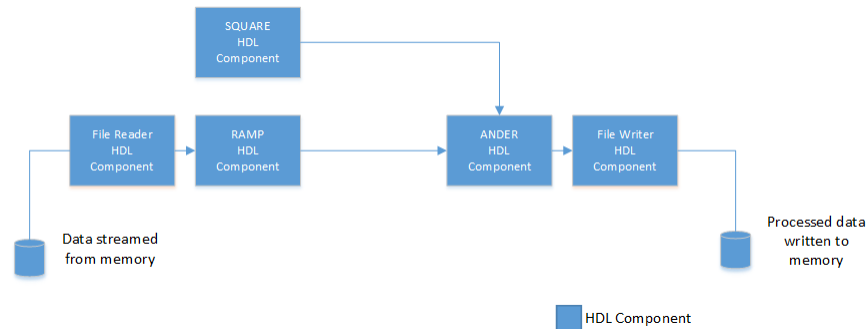 SQUARE
HDL
Component
File Reader
HDL
Component
RAMP
HDL
Component
ANDER
HDL
Component
File Writer
HDL
Component
Data streamed
from memory
Processed data
written to
memory
HDL Component